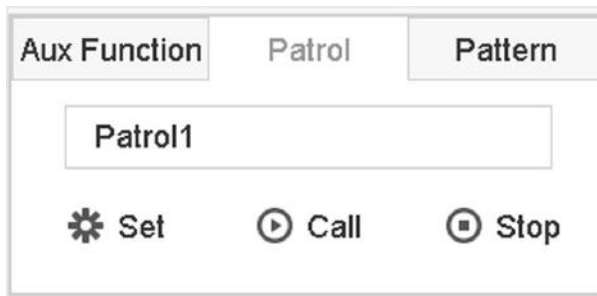 Aux Function Patrol Pattern
Patrol1
Set Call Stop